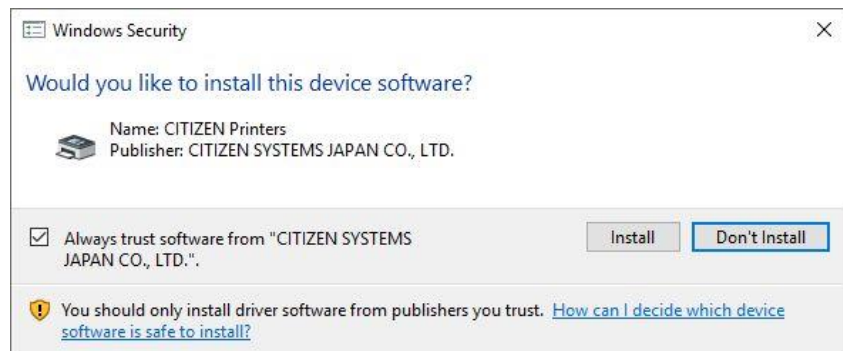 Windows Security
Would you like to install this device software?
Name: CITIZEN Printers
Publisher: CITIZEN SYSTEMS JAPAN CO., LTD.
Always trust software from "CITIZEN SYSTEMS
JAPAN CO., LTD.".
Install
Don't Install
You should only install driver software from publishers you trust. How can I decide which device
software is safe to install?